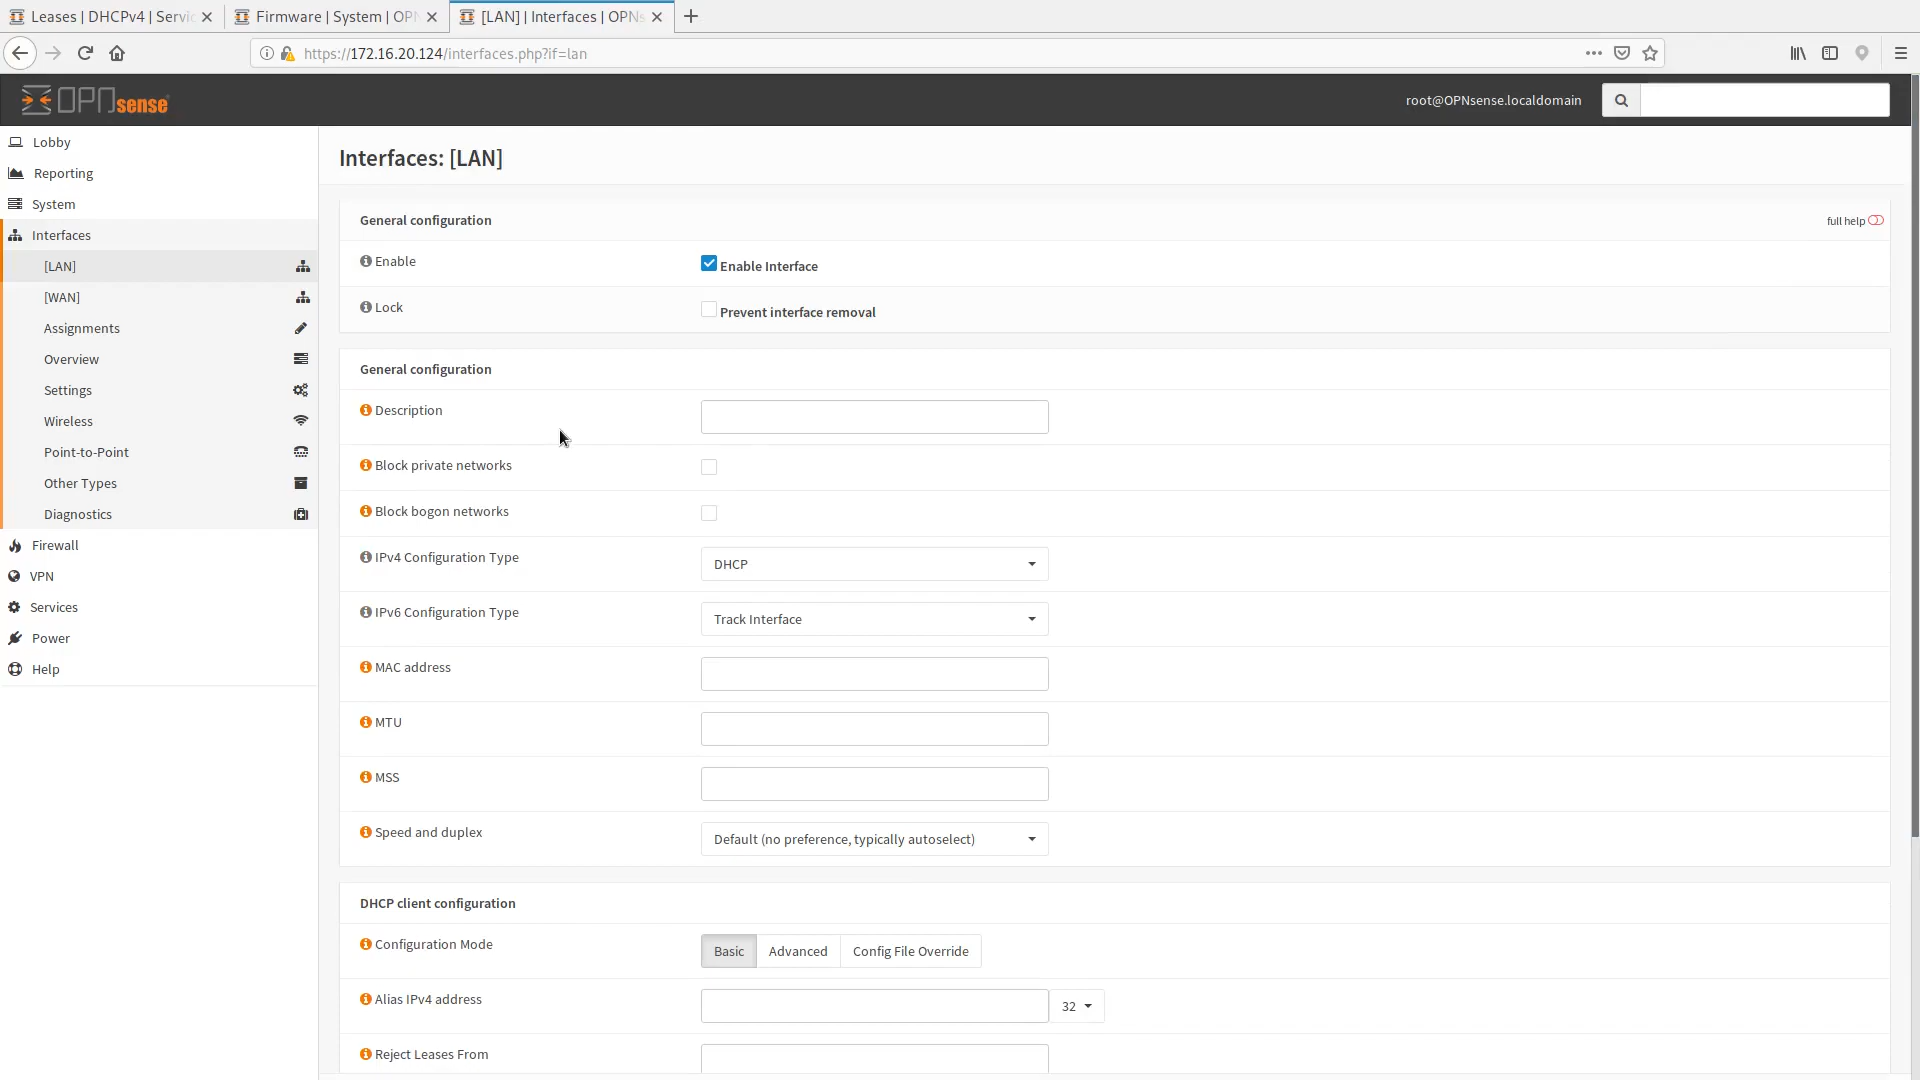 Leases | DHCPv4 | Servic
Firmware | System | OPN
[LAN] | Interfaces | OPNs
https://172.16.20.124/interfaces.php?if=lan
OPNsense
root@OPNsense.localdomain
Lobby
Reporting
System
Interfaces
[LAN]
[WAN]
Assignments
Overview
Settings
Wireless
Point-to-Point
Other Types
Diagnostics
Firewall
VPN
Services
Power
Help
Interfaces: [LAN]
General configuration
full help
Enable
Enable Interface
Lock
Prevent interface removal
General configuration
Description
Block private networks
Block bogon networks
IPv4 Configuration Type
DHCP
IPv6 Configuration Type
Track Interface
MAC address
MTU
MSS
Speed and duplex
Default (no preference, typically autoselect)
DHCP client configuration
Configuration Mode
Basic
Advanced
Config File Override
Alias IPv4 address
32
Reject Leases From